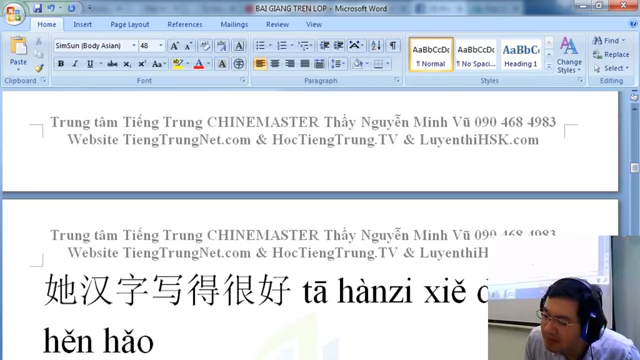 BAI GIANG TREN LOP - Microsoft Word
Home Insert Page Layout References Mailings Review View
Paste
SimSun (Body Asian) 48
AaBbCcDc AaBbCcDc AaBbCc
¶ Normal ¶ No Spaci... Heading 1
Change Styles
Find
Replace
Select
Clipboard Font Paragraph Styles Editing
Trung tâm Tiếng Trung CHINEMASTER Thầy Nguyễn Minh Vũ 090 468 4983
Website TiengTrungNet.com & HocTiengTrung.TV & LuyenthiHSK.com
Trung tâm Tiếng Trung CHINEMASTER Thầy Nguyễn Minh Vũ 090 468 4983
Website TiengTrungNet.com & HocTiengTrung.TV & LuyenthiH
她汉字写得很好 tā hànzi xiě
hěn hǎo